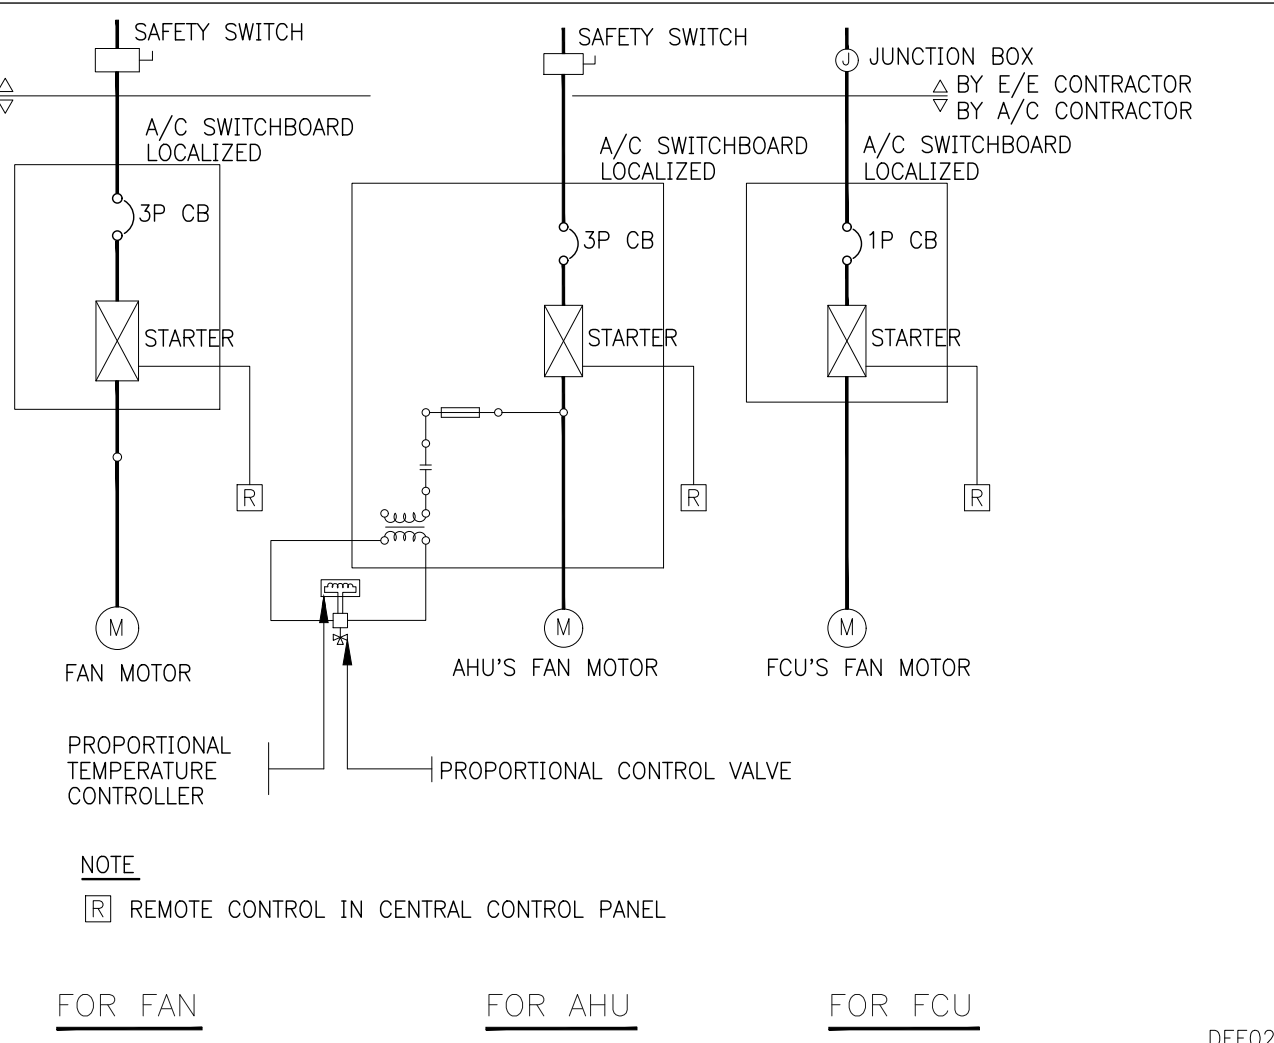 SAFETY SWITCH
SAFETY SWITCH
J JUNCTION BOX
BY E/E CONTRACTOR
BY A/C CONTRACTOR
A/C SWITCHBOARD
LOCALIZED
A/C SWITCHBOARD
LOCALIZED
A/C SWITCHBOARD
LOCALIZED
3P CB
3P CB
1P CB
STARTER
STARTER
STARTER
R
R
R
M
M
M
FAN MOTOR
AHU'S FAN MOTOR
FCU'S FAN MOTOR
PROPORTIONAL
TEMPERATURE
CONTROLLER
PROPORTIONAL CONTROL VALVE
NOTE
R REMOTE CONTROL IN CENTRAL CONTROL PANEL
FOR FAN
FOR AHU
FOR FCU